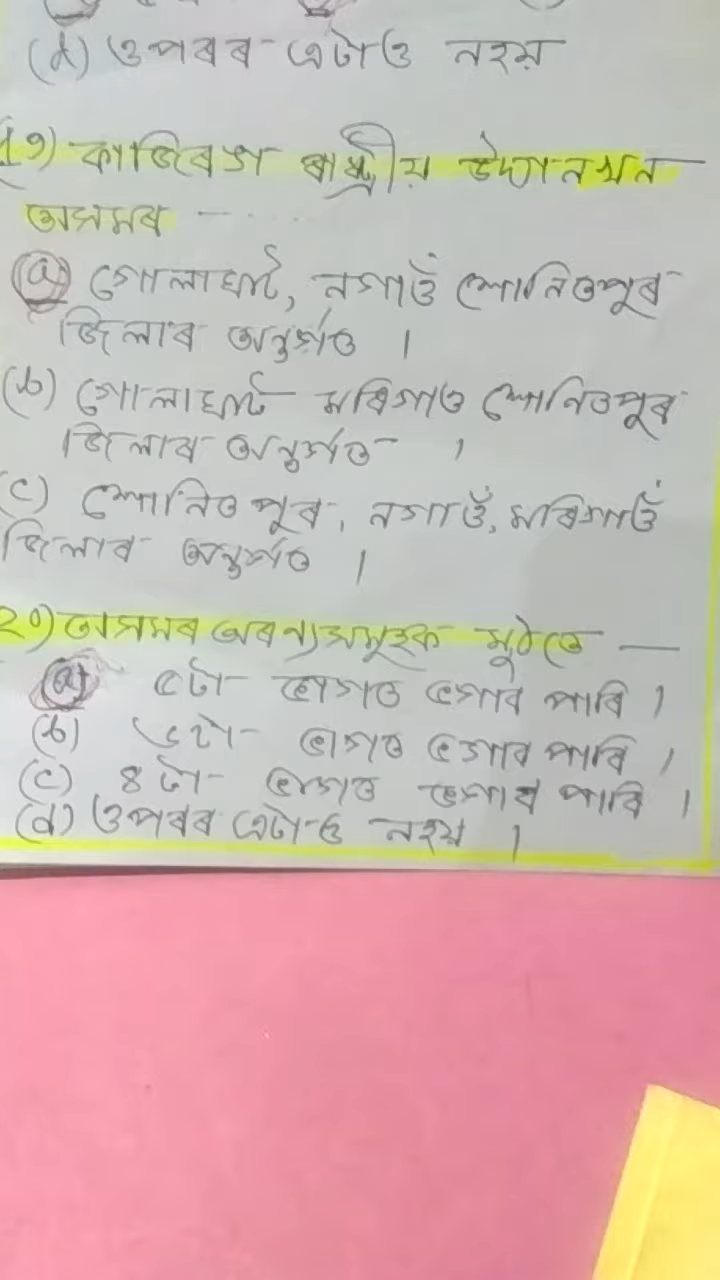 (d) ওপৰৰ এটাও নহয়
১9) কাজিৰঙা ৰাষ্ট্ৰীয় উদ্যানখন —
অসমৰ - ....
(a) গোলাঘাট, নগাওঁ শোনিতপুৰ
জিলাৰ অন্তৰ্গত ।
(b) গোলাঘাট মৰিগাও শোনিতপুৰ
জিলাৰ অন্তৰ্গত ।
(c) শোনিতপুৰ, নগাওঁ, মৰিগাওঁ
জিলাৰ অন্তৰ্গত ।
২০) অসমৰ অৰণ্যসমূহক মুঠতে —
(a) ৫টা ভাগত ভগাব পাৰি ।
(b) ৬টা ভাগত ভগাব পাৰি ।
(c) ৪টা ভাগত ভগাব পাৰি ।
(d) ওপৰৰ এটাও নহয় ।